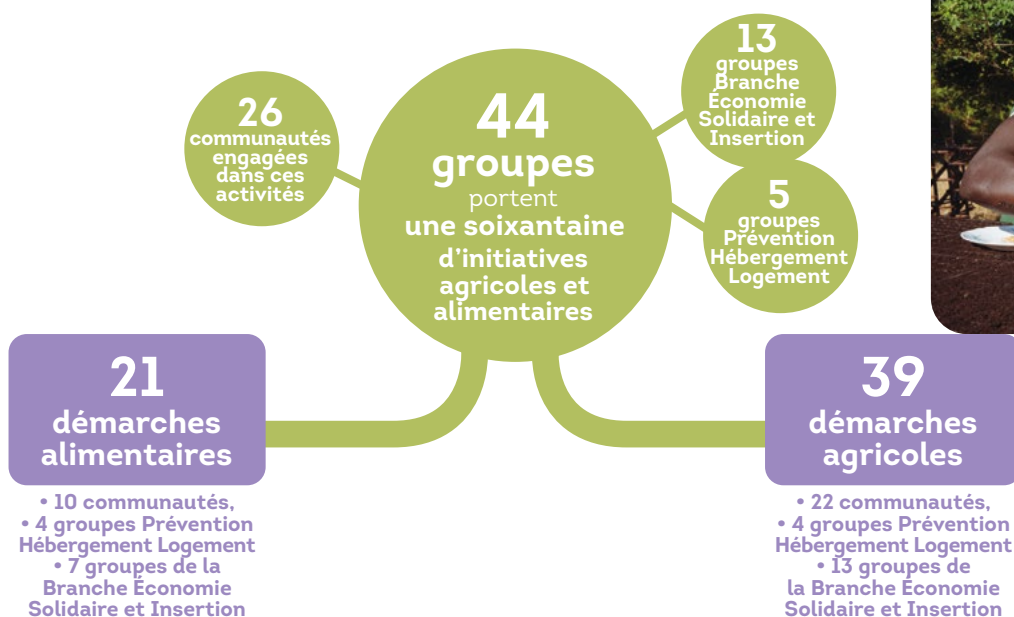 26
communautés
engagées
dans ces
activités
44
groupes
portent
une soixantaine
d'initiatives
agricoles et
alimentaires
13
groupes
Branche
Économie
Solidaire et
Insertion
5
groupes
Prévention
Hébergement
Logement
21
démarches
alimentaires
• 10 communautés,
• 4 groupes Prévention
Hébergement Logement
• 7 groupes de la
Branche Économie
Solidaire et Insertion
39
démarches
agricoles
• 22 communautés,
• 4 groupes Prévention
Hébergement Logement
• 13 groupes de
la Branche Économie
Solidaire et Insertion